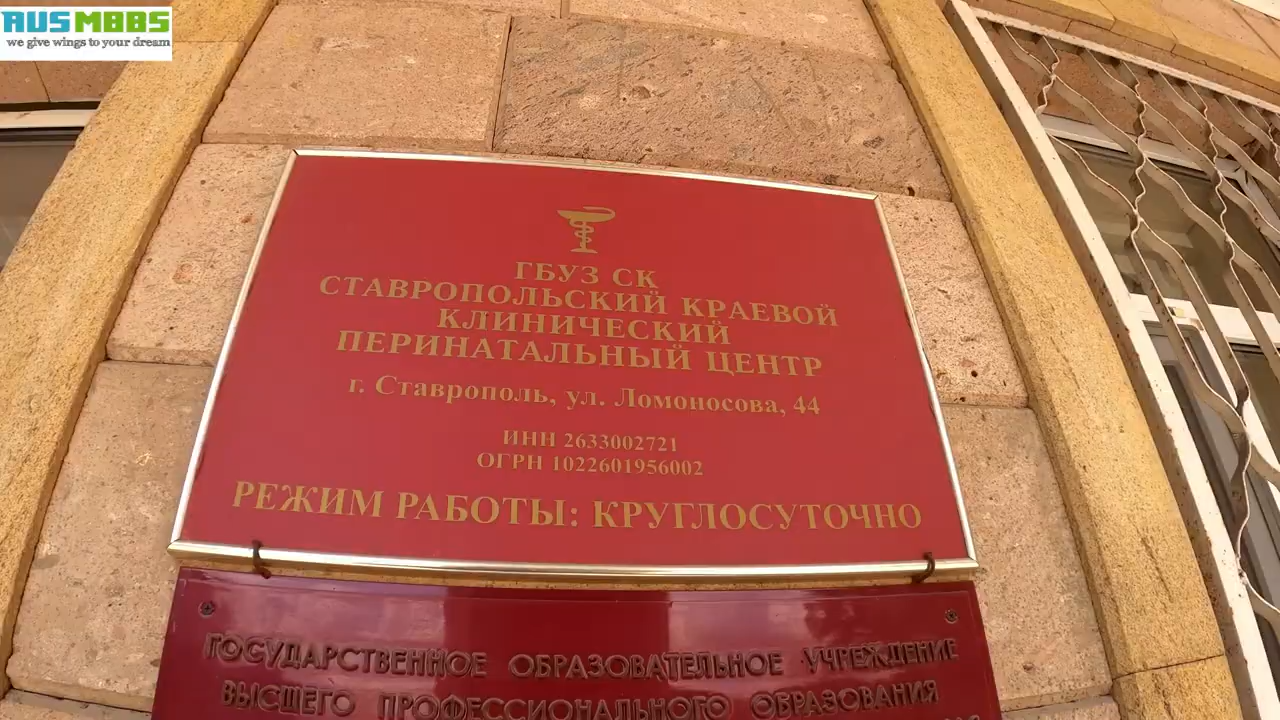 AUSMBBS
we give wings to your dream
ГБУЗ СК
СТАВРОПОЛЬСКИЙ КРАЕВОЙ
КЛИНИЧЕСКИЙ
ПЕРИНАТАЛЬНЫЙ ЦЕНТР
г. Ставрополь, ул. Ломоносова, 44
ИНН 2633002721
ОГРН 1022601956002
РЕЖИМ РАБОТЫ: КРУГЛОСУТОЧНО
ГОСУДАРСТВЕННОЕ ОБРАЗОВАТЕЛЬНОЕ УЧРЕЖДЕНИЕ
ВЫСШЕГО ПРОФЕССИОНАЛЬНОГО ОБРАЗОВАНИЯ